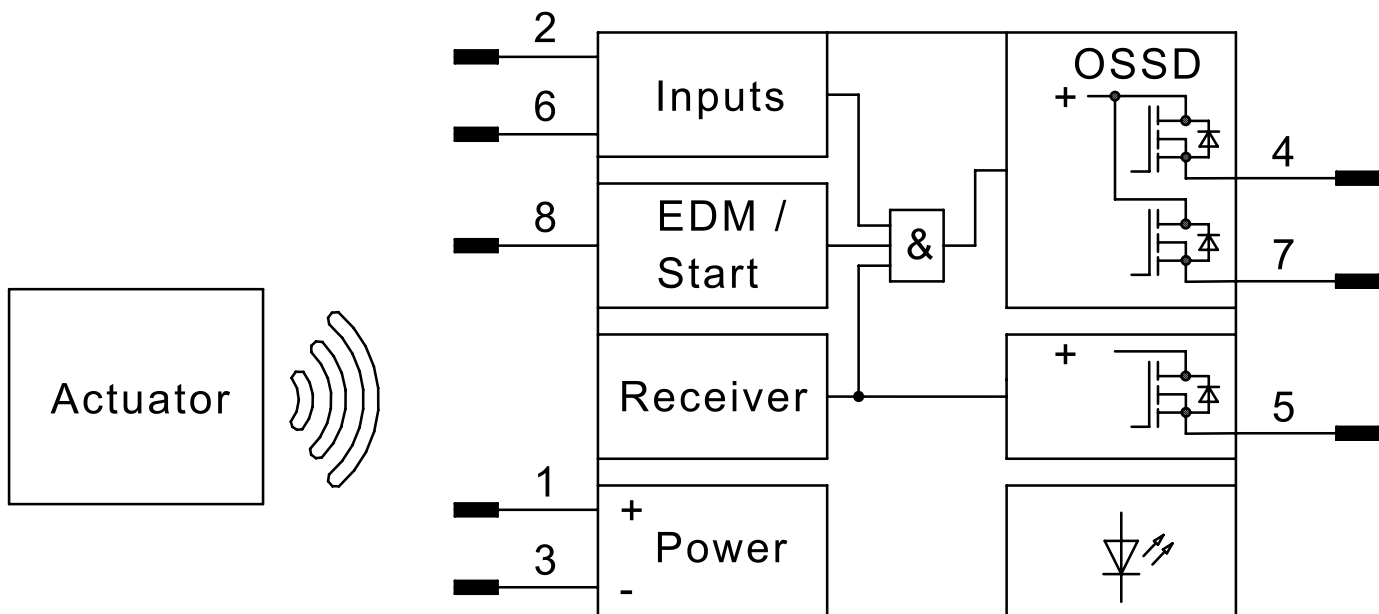 2
Inputs
6
OSSD
+
4
8
EDM /
Start
&
7
Actuator
Receiver
+
5
1
+
Power
3
-